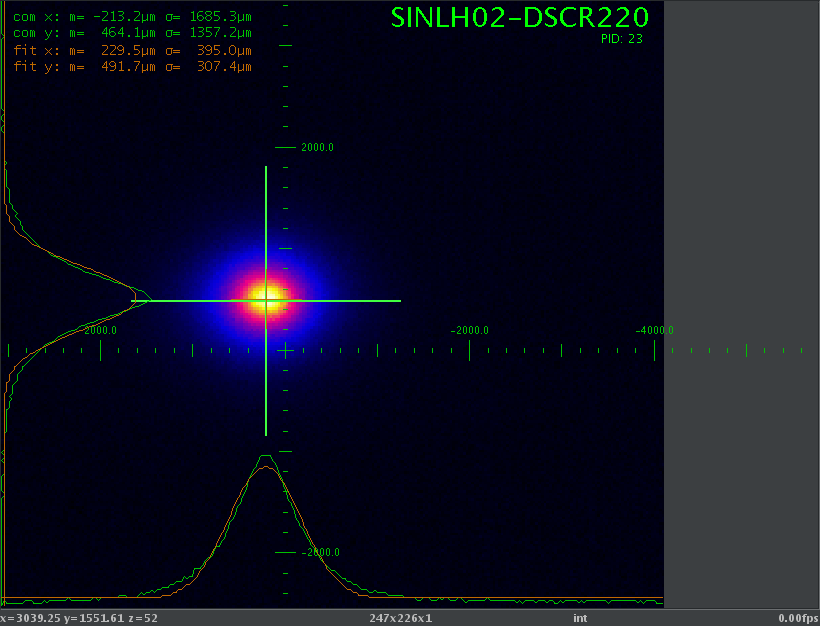 com x: m= -213.2µm σ= 1685.3µm
com y: m= 464.1µm σ= 1357.2µm
fit x: m= 229.5µm σ= 395.0µm
fit y: m= 491.7µm σ= 307.4µm
SINLH02-DSCR220
PID: 23
2000.0
2000.0
-2000.0
-4000.0
-2000.0
x=3039.25 y=1551.61 z=52
247x226x1
int
0.00fps